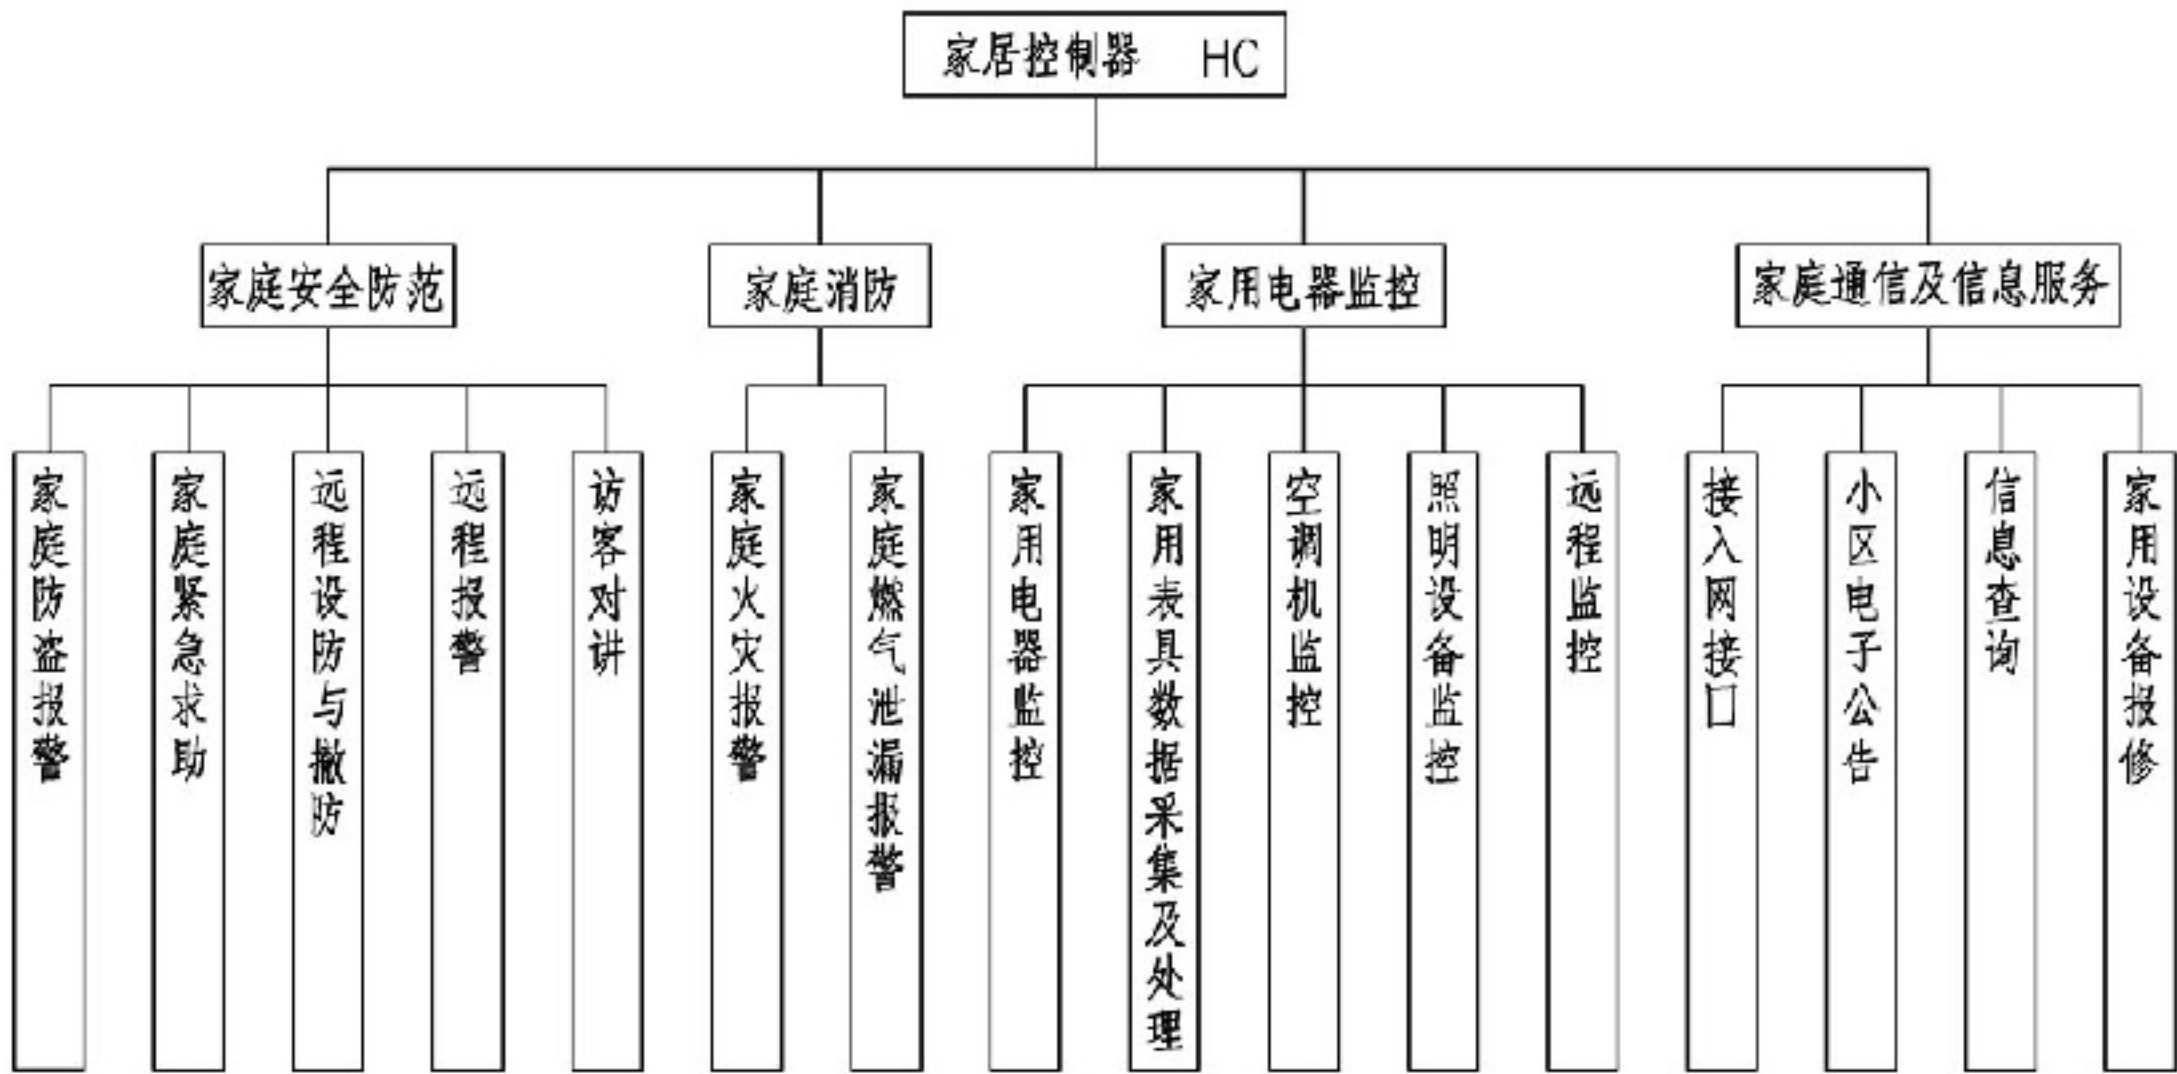 家居控制器 HC
家庭安全防范
家庭消防
家用电器监控
家庭通信及信息服务
家庭防盗报警
家庭紧急求助
远程设防与撤防
远程报警
访客对讲
家庭火灾报警
家庭燃气泄漏报警
家用电器监控
家用表具数据采集及处理
空调机监控
照明设备监控
远程监控
接入网接口
小区电子公告
信息查询
家用设备报修